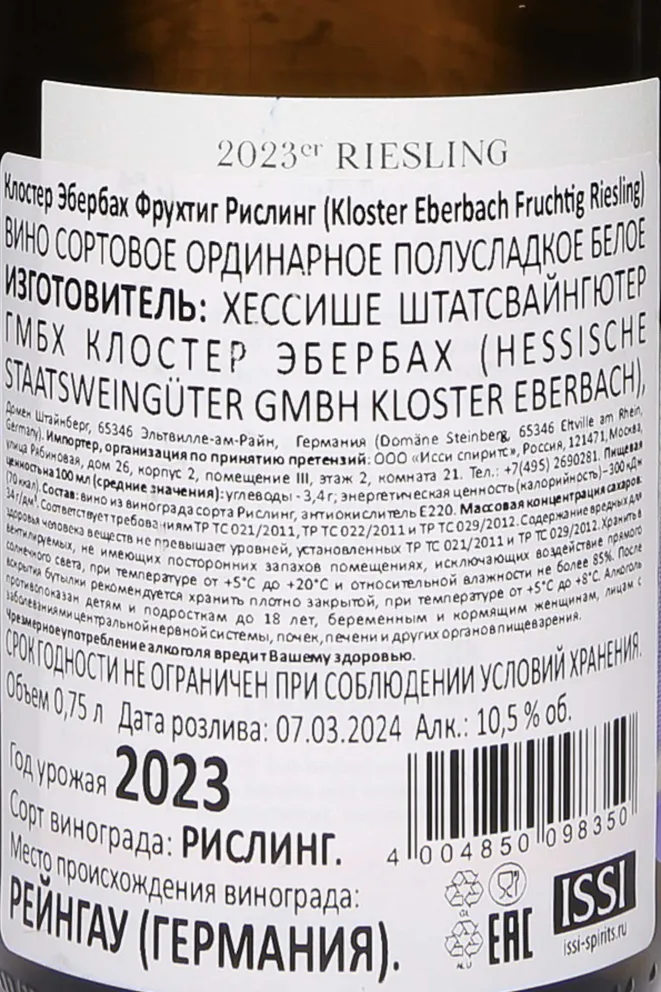 2023er RIESLING
Клостер Эбербах Фрухтиг Рислинг (Kloster Eberbach Fruchtig Riesling)
ВИНО СОРТОВОЕ ОРДИНАРНОЕ ПОЛУСЛАДКОЕ БЕЛОЕ
ИЗГОТОВИТЕЛЬ: ХЕССИШЕ ШТАТСВАЙНГЮТЕР
ГМБХ КЛОСТЕР ЭБЕРБАХ (HESSISCHE
STAATSWEINGÜTER GMBH KLOSTER EBERBACH),
Домен Штайнберг, 65346 Эльтвилле-ам-Райн, Германия (Domäne Steinberg, 65346 Eltville am Rhein,
Germany). Импортер, организация по принятию претензий: ООО «Исси спиритс», Россия, 121471, Москва,
улица Рябиновая, дом 26, корпус 2, помещение III, этаж 2, комната 21. Тел.: +7(495) 2690281. Пищевая
ценность на 100 мл (средние значения): углеводы - 3,4 г; энергетическая ценность (калорийность) – 300 кДж
(70 ккал). Состав: вино из винограда сорта Рислинг, антиокислитель Е220. Массовая концентрация сахаров:
34 г/дм³. Соответствует требованиям ТР ТС 021/2011, ТР ТС 022/2011 и ТР ТС 029/2012. Содержание вредных для
здоровья человека веществ не превышает уровней, установленных ТР ТС 021/2011 и ТР ТС 029/2012. Хранить в
вентилируемых, не имеющих посторонних запахов помещениях, исключающих воздействие прямого
солнечного света, при температуре от +5°С до +20°С и относительной влажности не более 85%. После
вскрытия бутылки рекомендуется хранить плотно закрытой, при температуре от +5°С до +8°С. Алкоголь
противопоказан детям и подросткам до 18 лет, беременным и кормящим женщинам, лицам с
заболеваниями центральной нервной системы, почек, печени и других органов пищеварения.
Чрезмерное употребление алкоголя вредит Вашему здоровью.
СРОК ГОДНОСТИ НЕ ОГРАНИЧЕН ПРИ СОБЛЮДЕНИИ УСЛОВИЙ ХРАНЕНИЯ.
Объем 0,75 л Дата розлива: 07.03.2024 Алк.: 10,5 % об.
Год урожая 2023
Сорт винограда: РИСЛИНГ.
Место происхождения винограда:
РЕЙНГАУ (ГЕРМАНИЯ).
4 004850 098350
GL
ALU
EAC
ISSI
issi-spirits.ru